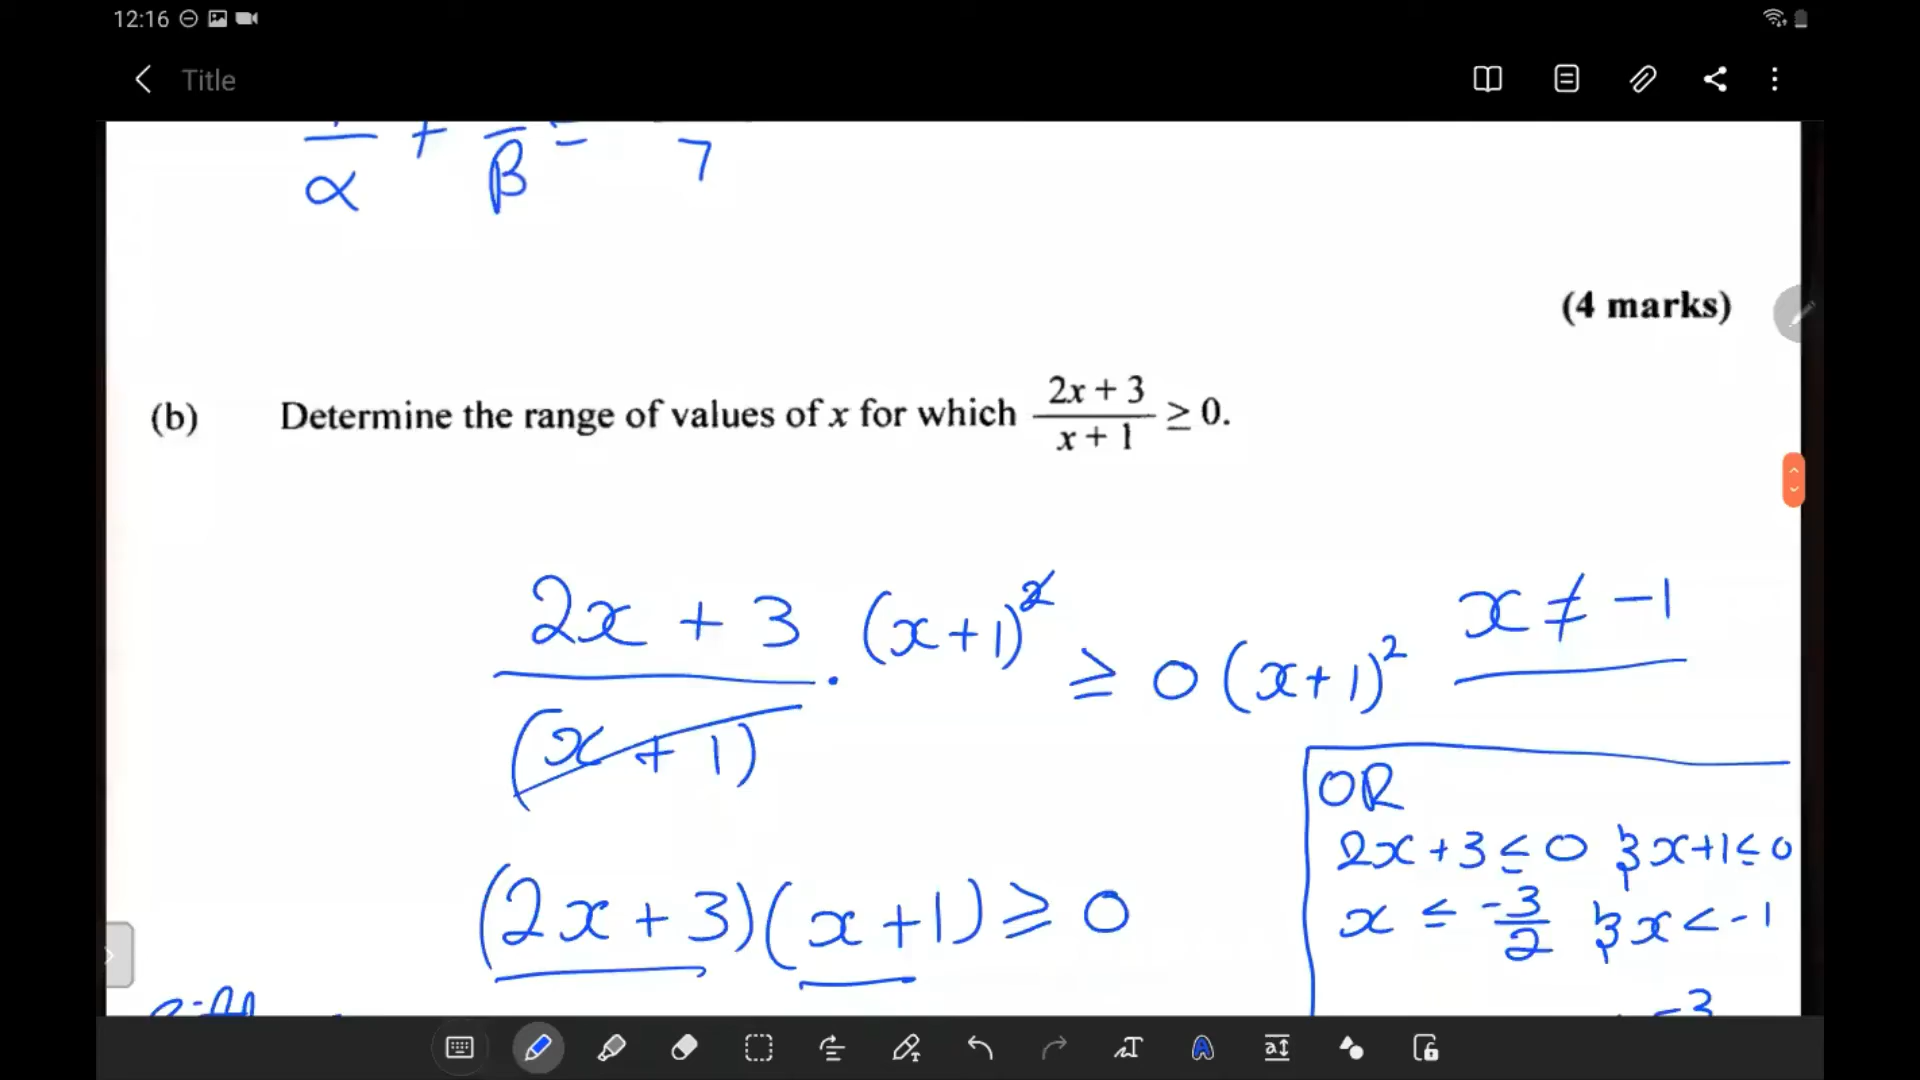 12:16
Title
α + β = 7
(4 marks)
(b) Determine the range of values of x for which (2x + 3)/(x + 1) ≥ 0.
(2x + 3)/(x + 1) · (x+1)² ≥ 0 (x+1)² x ≠ -1
OR
2x+3 ≤ 0 & x+1 ≤ 0
(2x + 3)(x +1) ≥ 0
x ≤ -3/2 & x < -1
-3